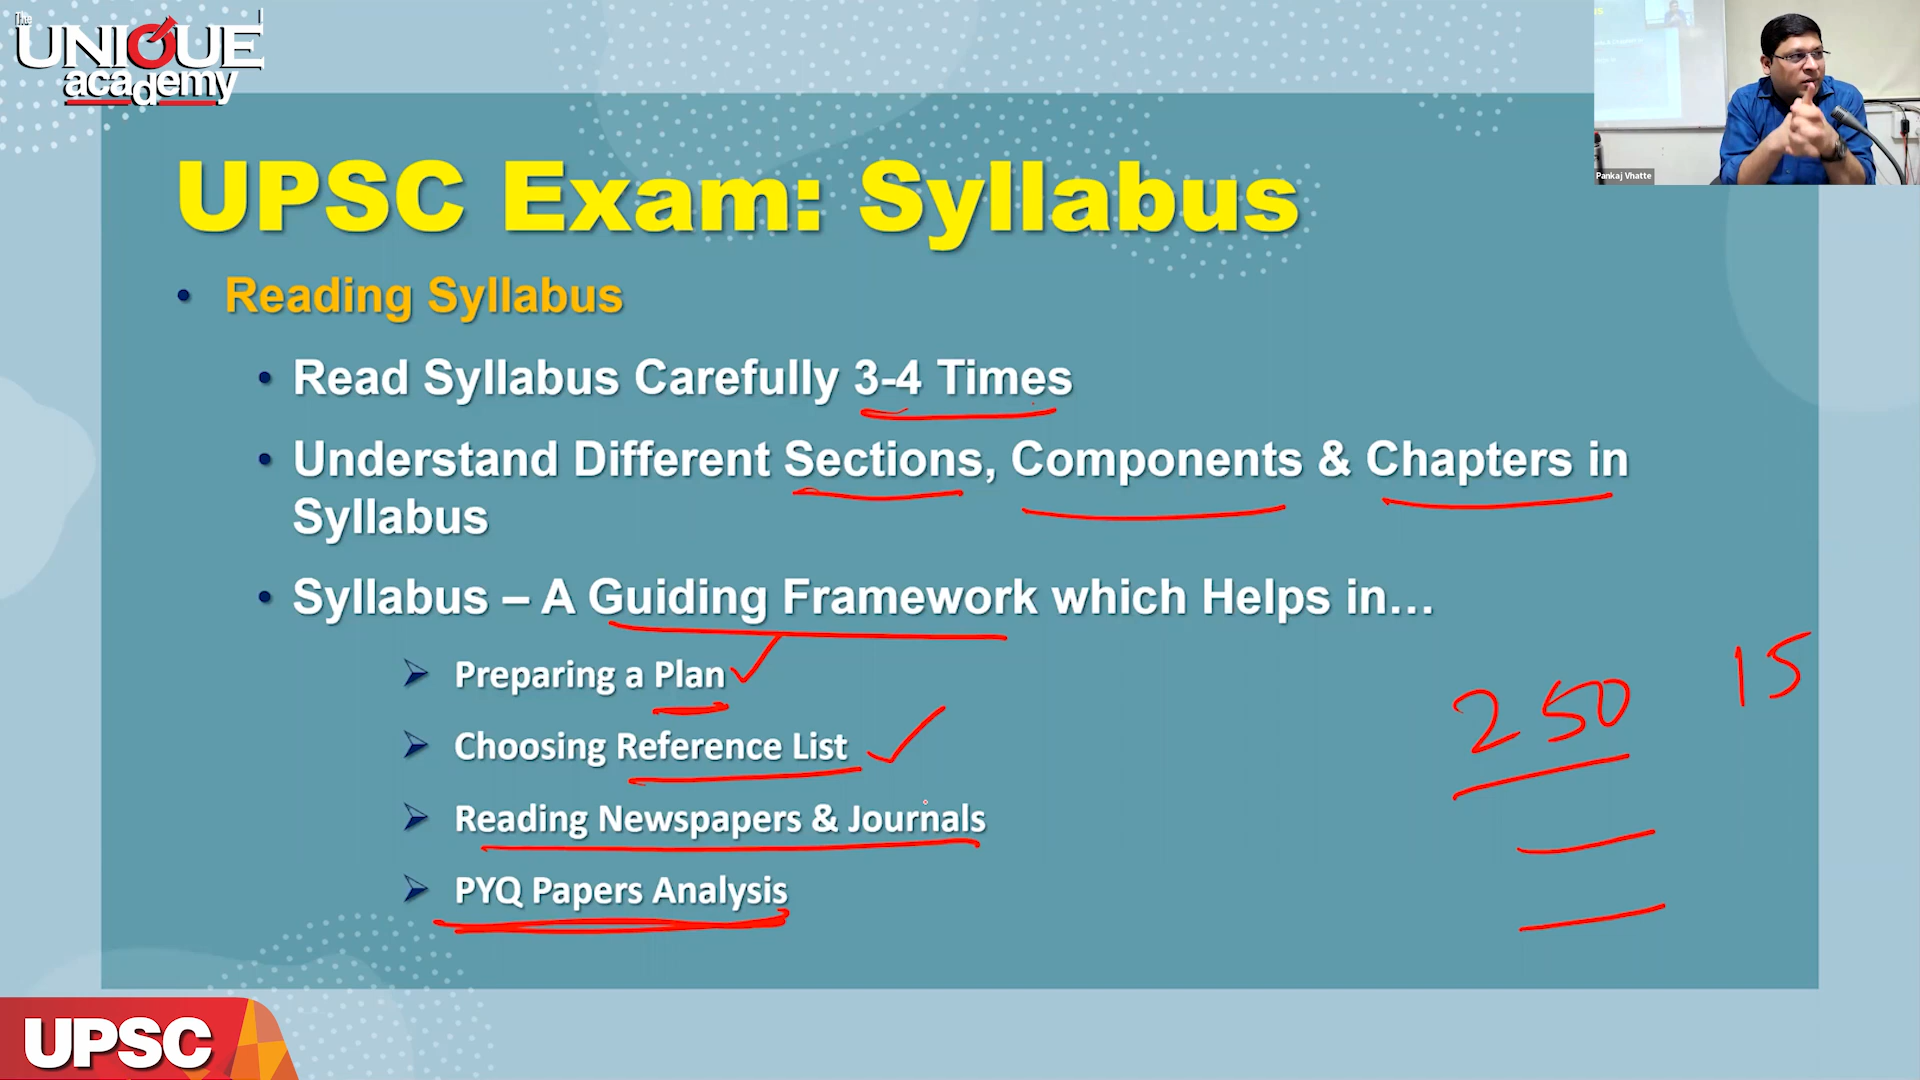 The
UNIQUE
academy
Pankaj Vhatte
UPSC Exam: Syllabus
• Reading Syllabus
• Read Syllabus Carefully 3-4 Times
• Understand Different Sections, Components & Chapters in
Syllabus
• Syllabus – A Guiding Framework which Helps in...
➢ Preparing a Plan
➢ Choosing Reference List
➢ Reading Newspapers & Journals
➢ PYQ Papers Analysis
250
15
UPSC